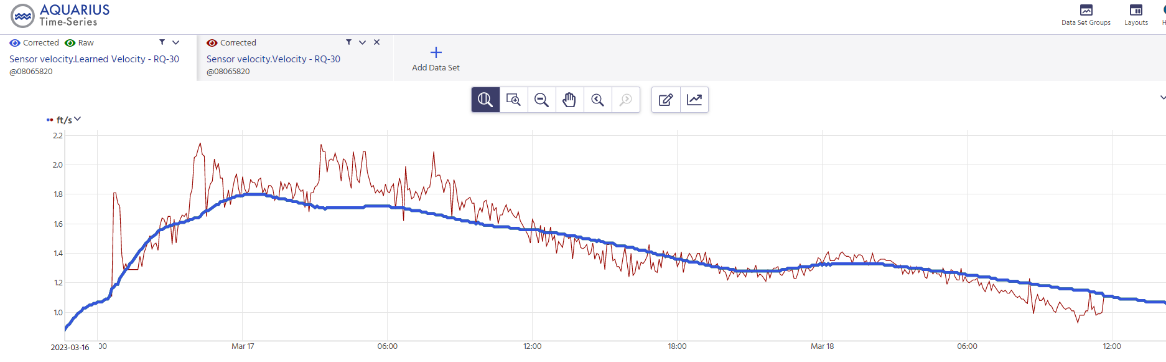 AQUARIUS
Time-Series
Data Set Groups
Layouts
Corrected Raw
Sensor velocity.Learned Velocity - RQ-30
@08065820
Corrected
Sensor velocity.Velocity - RQ-30
@08065820
Add Data Set
ft/s
2.2
2.0
1.8
1.6
1.4
1.2
1.0
2023-03-16
:00
Mar 17
06:00
12:00
18:00
Mar 18
06:00
12:00